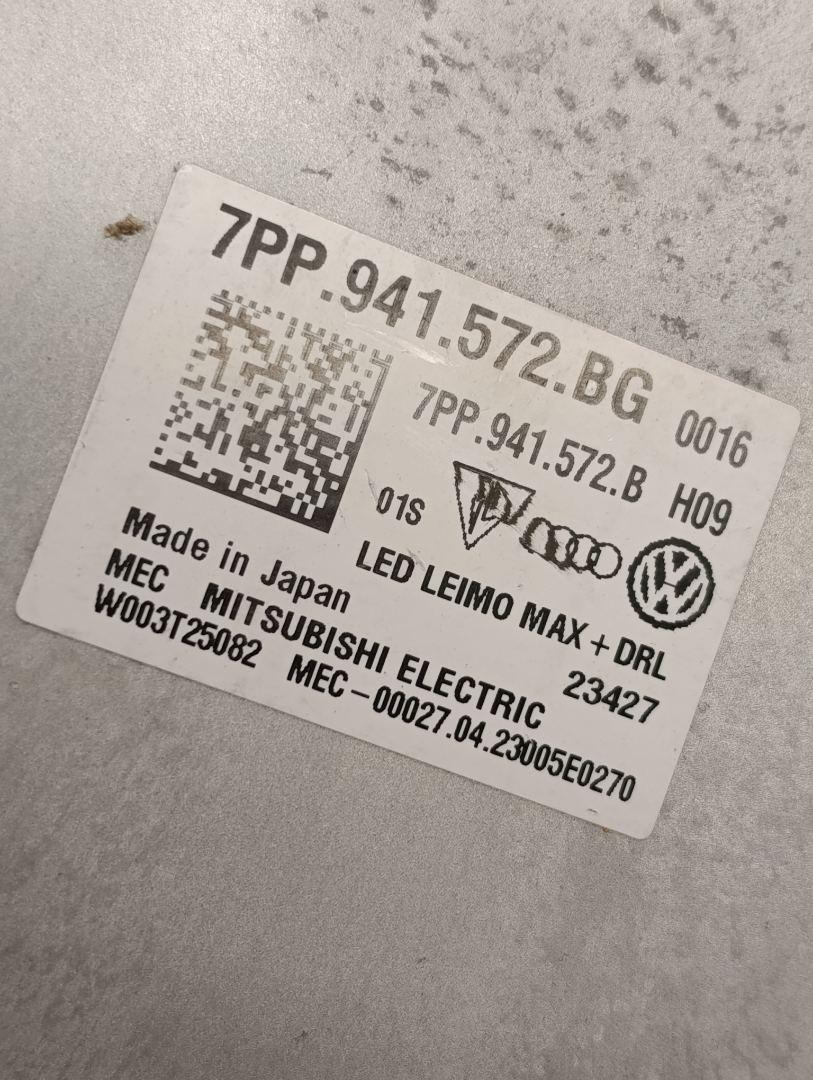 7PP.941.572.BG 0016
7PP.941.572.B H09
01S
LED LEIMO MAX + DRL
Made in Japan
23427
MEC MITSUBISHI ELECTRIC
W003T25082 MEC-00027.04.23005E0270